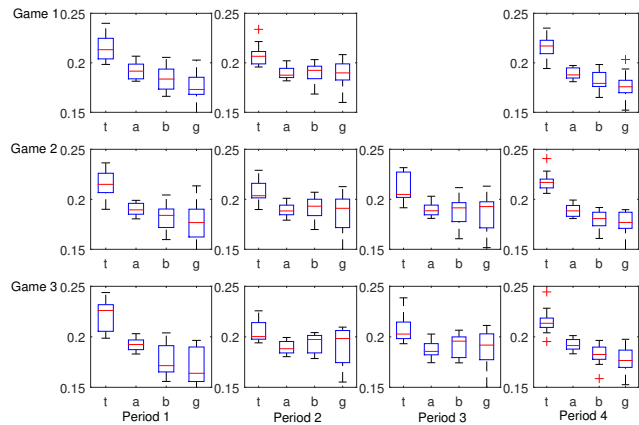 Game 1
0.25 0.25 0.25
0.2 0.2 0.2
0.15 0.15 0.15
t a b g t a b g t a b g
Game 2
0.25 0.25 0.25 0.25
0.2 0.2 0.2 0.2
0.15 0.15 0.15 0.15
t a b g t a b g t a b g t a b g
Game 3
0.25 0.25 0.25 0.25
0.2 0.2 0.2 0.2
0.15 0.15 0.15 0.15
t a b g t a b g t a b g t a b g
Period 1 Period 2 Period 3 Period 4